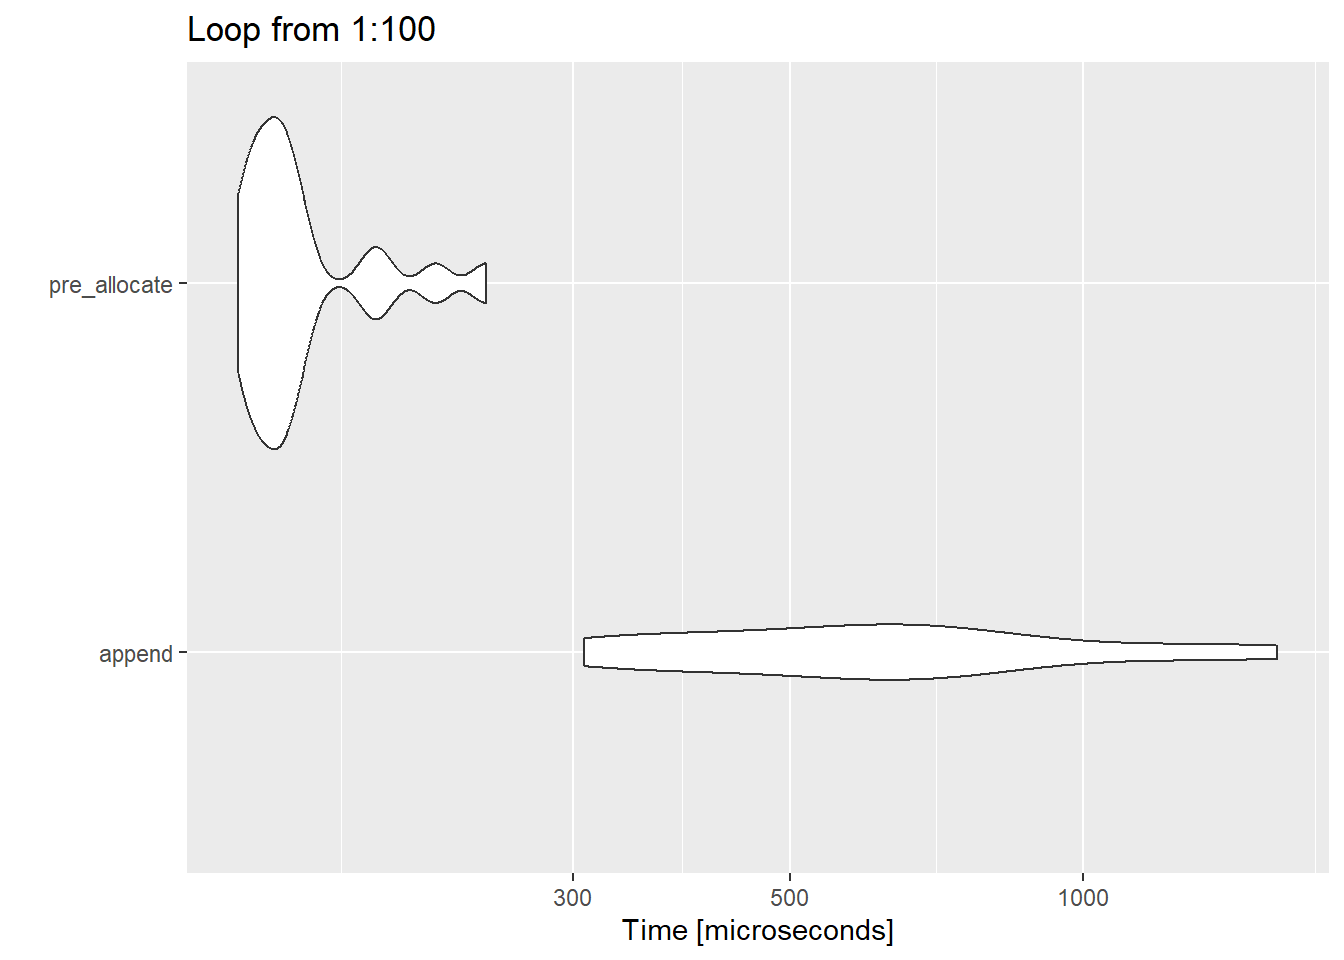 Loop from 1:100
pre_allocate
append
300 500 1000
Time [microseconds]